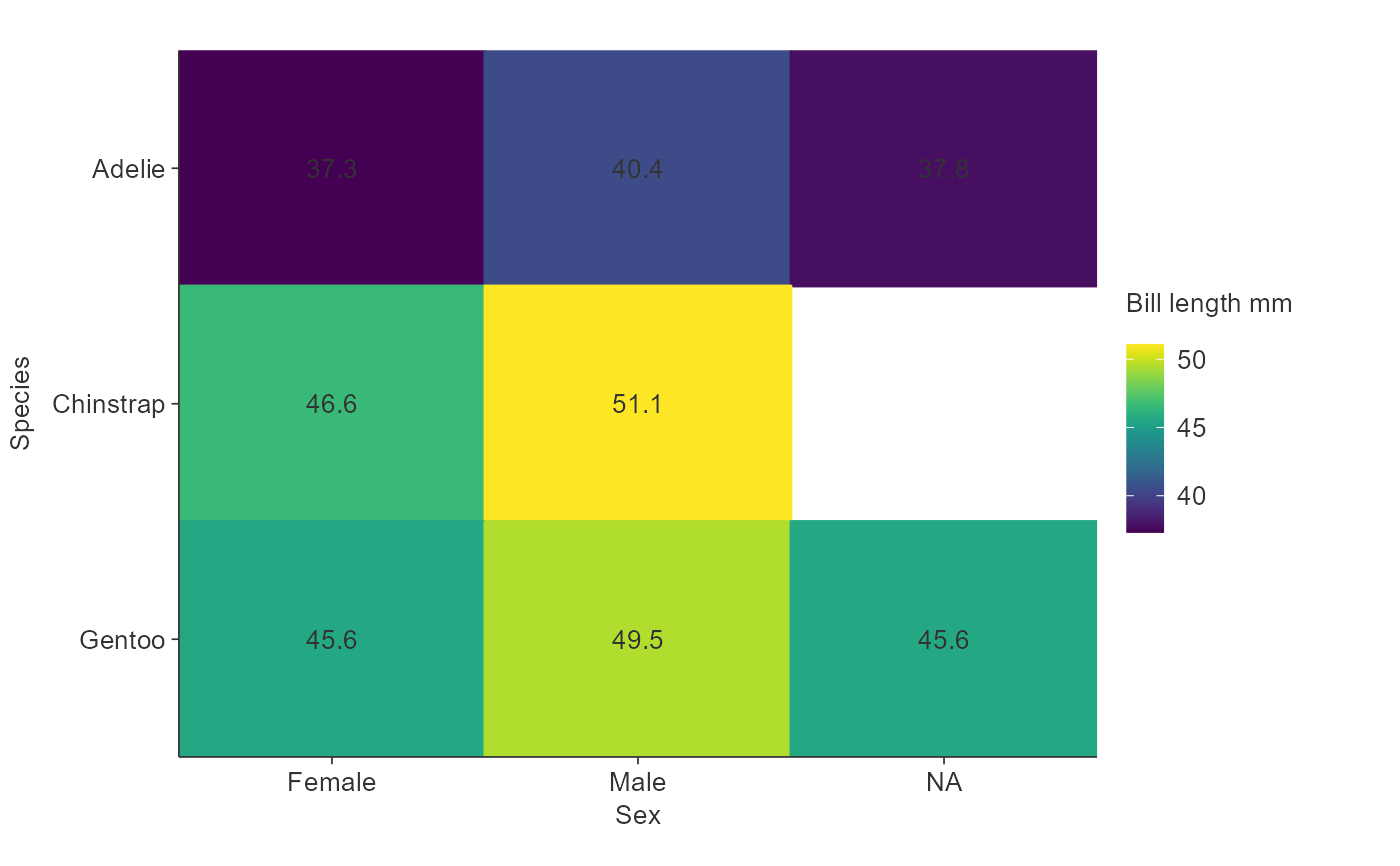 Adelie
37.3
40.4
37.8
Species
Chinstrap
46.6
51.1
Gentoo
45.6
49.5
45.6
Female
Male
NA
Sex
Bill length mm
50
45
40